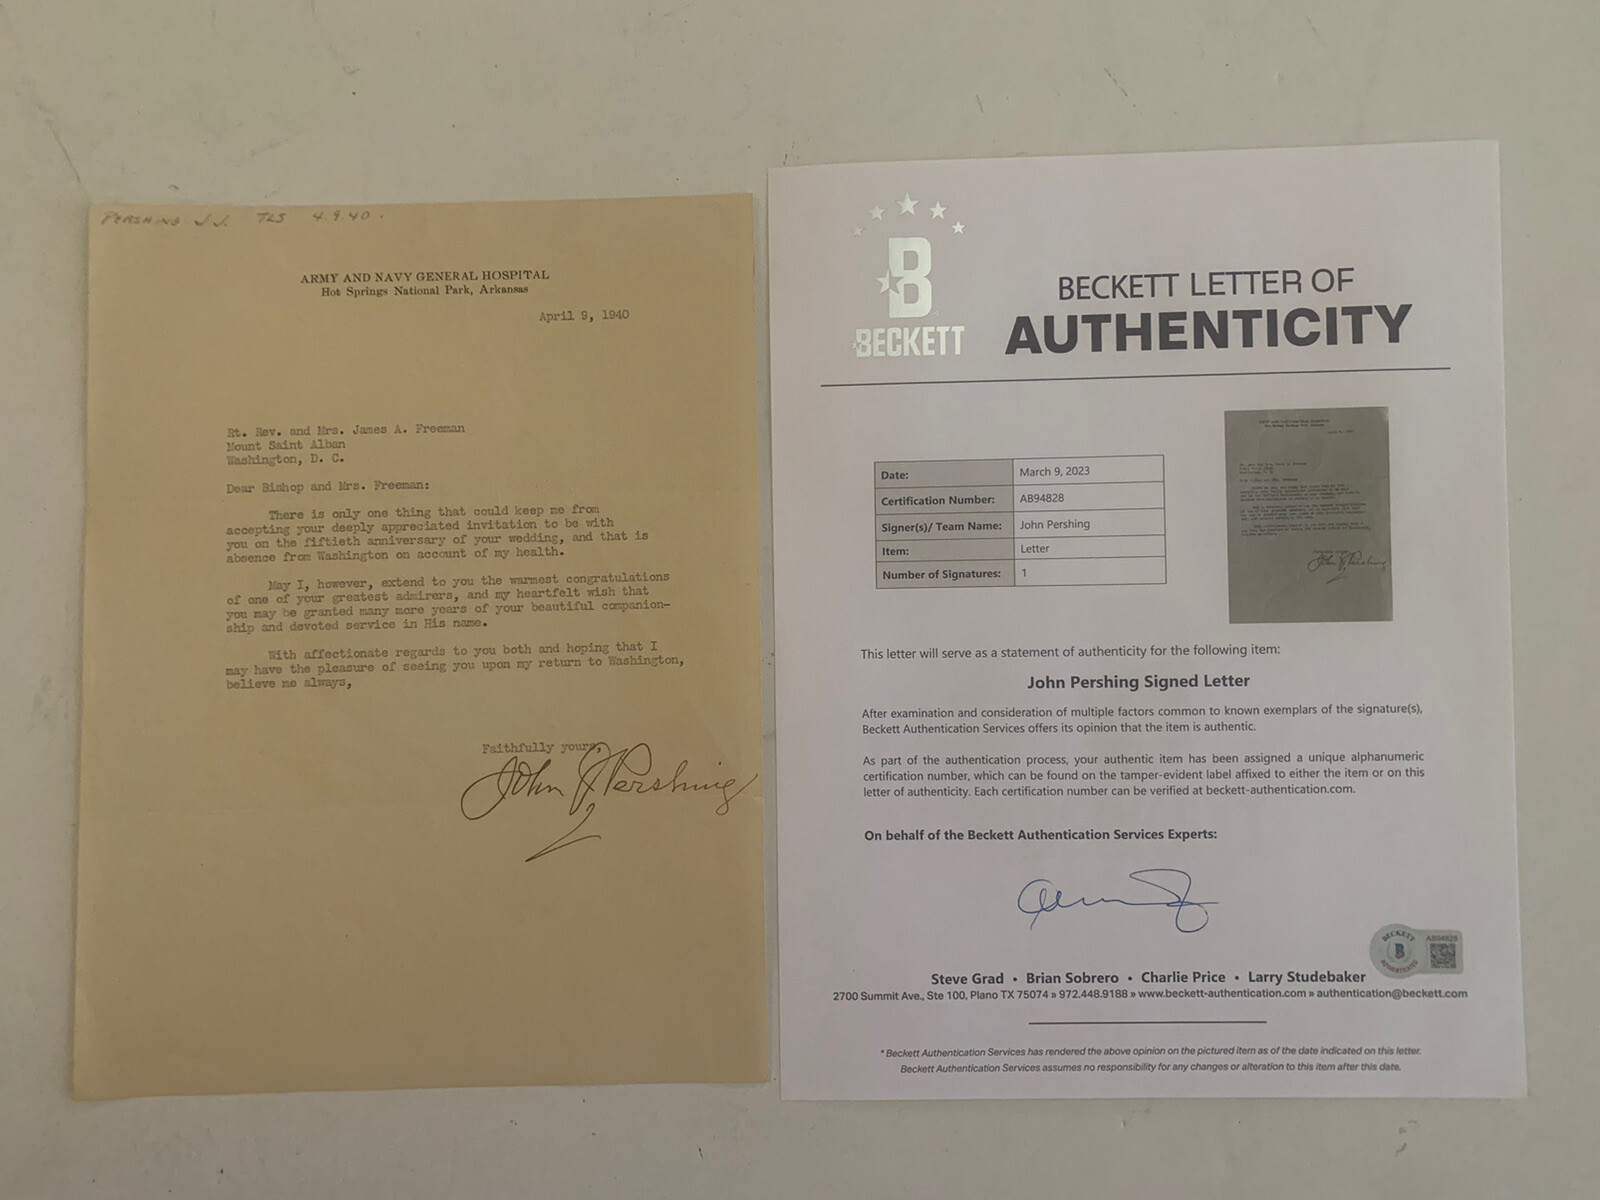 PERSHING J.J. TLS 4.9.40.
ARMY AND NAVY GENERAL HOSPITAL
Hot Springs National Park, Arkansas
April 9, 1940
Rt. Rev. and Mrs. James A. Freeman
Mount Saint Alban
Washington, D. C.
Dear Bishop and Mrs. Freeman:
There is only one thing that could keep me from
accepting your deeply appreciated invitation to be with
you on the fiftieth anniversary of your wedding, and that is
absence from Washington on account of my health.
May I, however, extend to you the warmest congratulations
of one of your greatest admirers, and my heartfelt wish that
you may be granted many more years of your beautiful companion-
ship and devoted service in His name.
With affectionate regards to you both and hoping that I
may have the pleasure of seeing you upon my return to Washington,
believe me always,
Faithfully yours,
John J Pershing
B
BECKETT
BECKETT LETTER OF
AUTHENTICITY
Date: March 9, 2023
Certification Number: AB94828
Signer(s)/ Team Name: John Pershing
Item: Letter
Number of Signatures: 1
John J Pershing
This letter will serve as a statement of authenticity for the following item:
John Pershing Signed Letter
After examination and consideration of multiple factors common to known exemplars of the signature(s),
Beckett Authentication Services offers its opinion that the item is authentic.
As part of the authentication process, your authentic item has been assigned a unique alphanumeric
certification number, which can be found on the tamper-evident label affixed to either the item or on this
letter of authenticity. Each certification number can be verified at beckett-authentication.com.
On behalf of the Beckett Authentication Services Experts:
BECKETT
B
AUTHENTICATED
AB94828
Steve Grad • Brian Sobrero • Charlie Price • Larry Studebaker
2700 Summit Ave., Ste 100, Plano TX 75074 » 972.448.9188 » www.beckett-authentication.com » authentication@beckett.com
* Beckett Authentication Services has rendered the above opinion on the pictured item as of the date indicated on this letter.
Beckett Authentication Services assumes no responsibility for any changes or alteration to this item after this date.